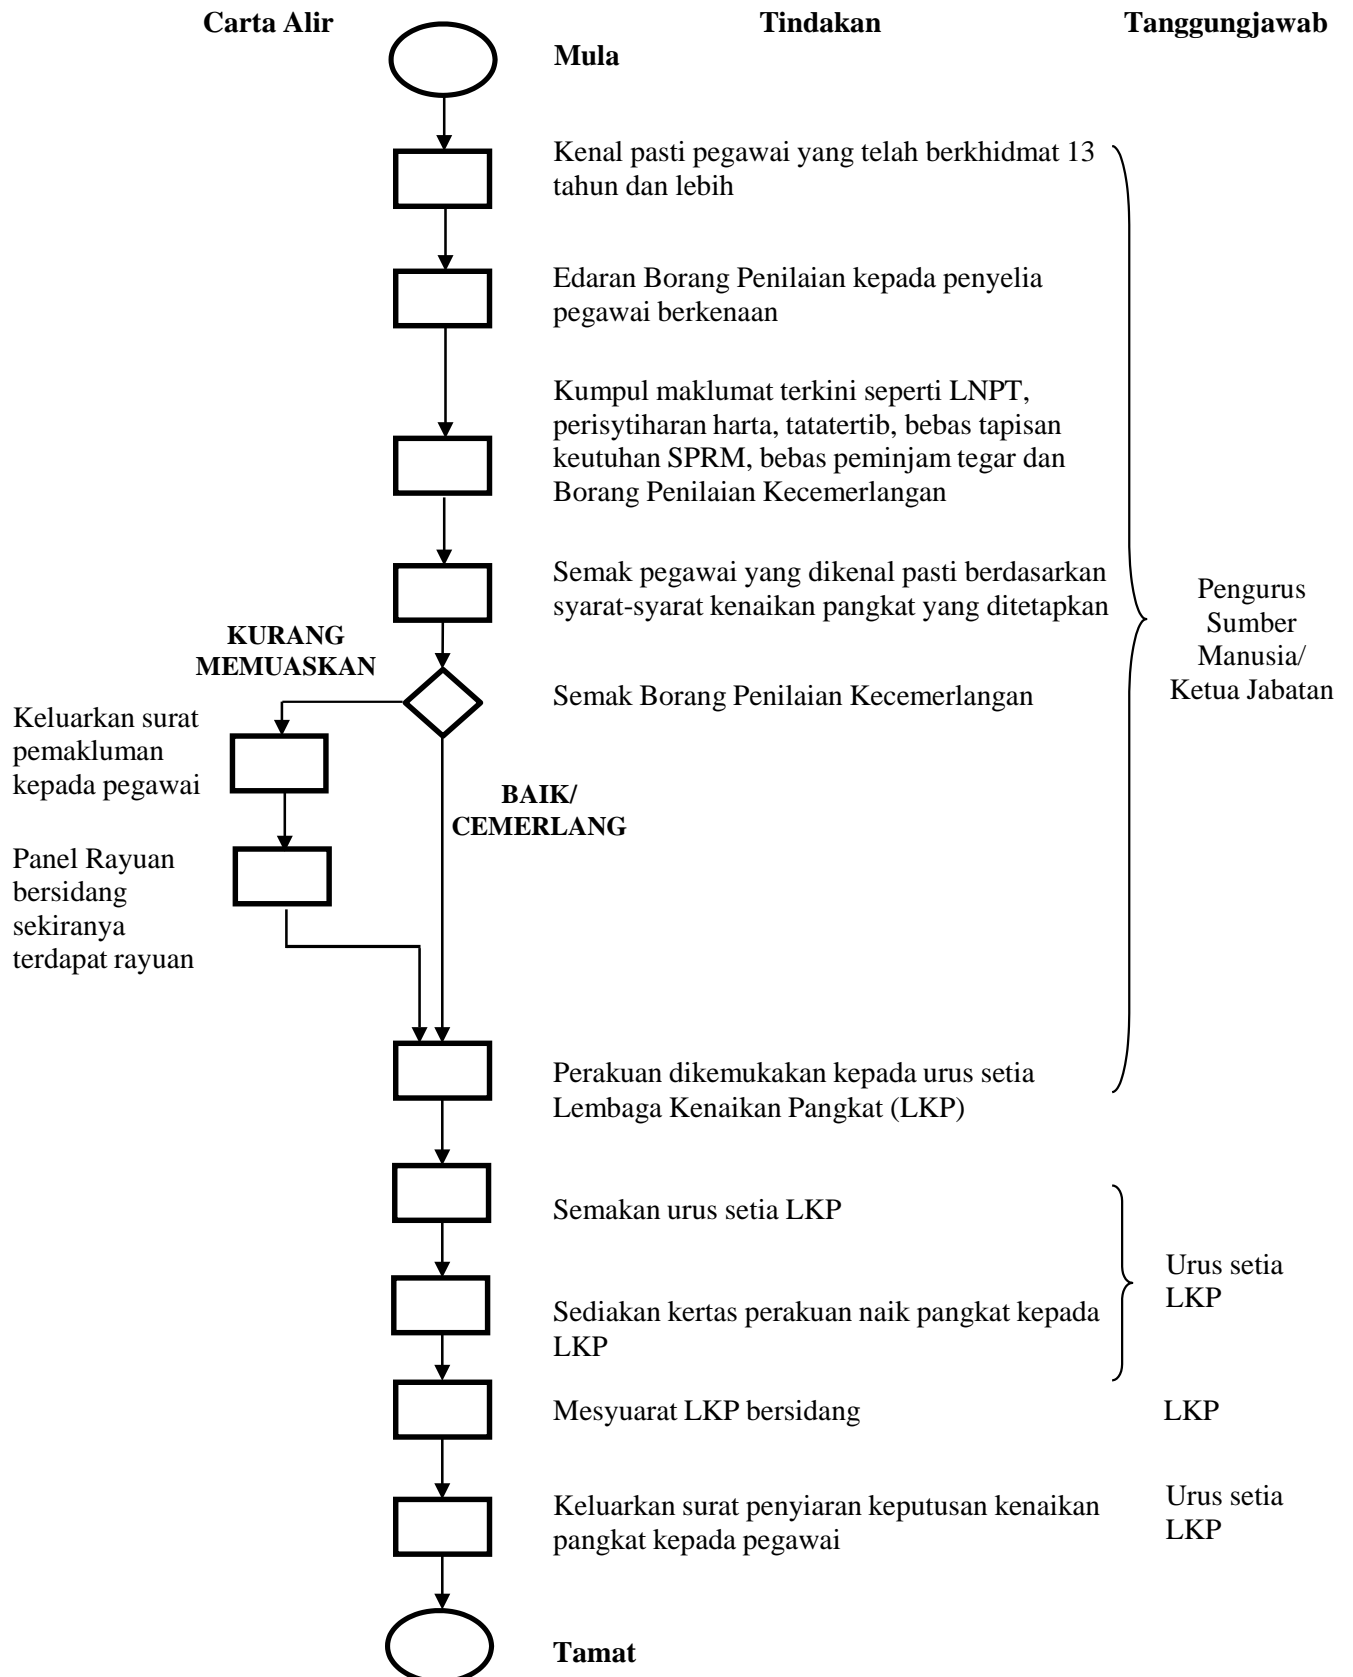 Carta Alir
Tindakan
Tanggungjawab
Mula
Kenal pasti pegawai yang telah berkhidmat 13
tahun dan lebih
Edaran Borang Penilaian kepada penyelia
pegawai berkenaan
Kumpul maklumat terkini seperti LNPT,
perisytiharan harta, tatatertib, bebas tapisan
keutuhan SPRM, bebas peminjam tegar dan
Borang Penilaian Kecemerlangan
Semak pegawai yang dikenal pasti berdasarkan
syarat-syarat kenaikan pangkat yang ditetapkan
Pengurus
Sumber
Manusia/
Ketua Jabatan
KURANG
MEMUASKAN
Semak Borang Penilaian Kecemerlangan
Keluarkan surat
pemakluman
kepada pegawai
BAIK/
CEMERLANG
Panel Rayuan
bersidang
sekiranya
terdapat rayuan
Perakuan dikemukakan kepada urus setia
Lembaga Kenaikan Pangkat (LKP)
Semakan urus setia LKP
Urus setia
LKP
Sediakan kertas perakuan naik pangkat kepada
LKP
Mesyuarat LKP bersidang
LKP
Keluarkan surat penyiaran keputusan kenaikan
pangkat kepada pegawai
Urus setia
LKP
Tamat